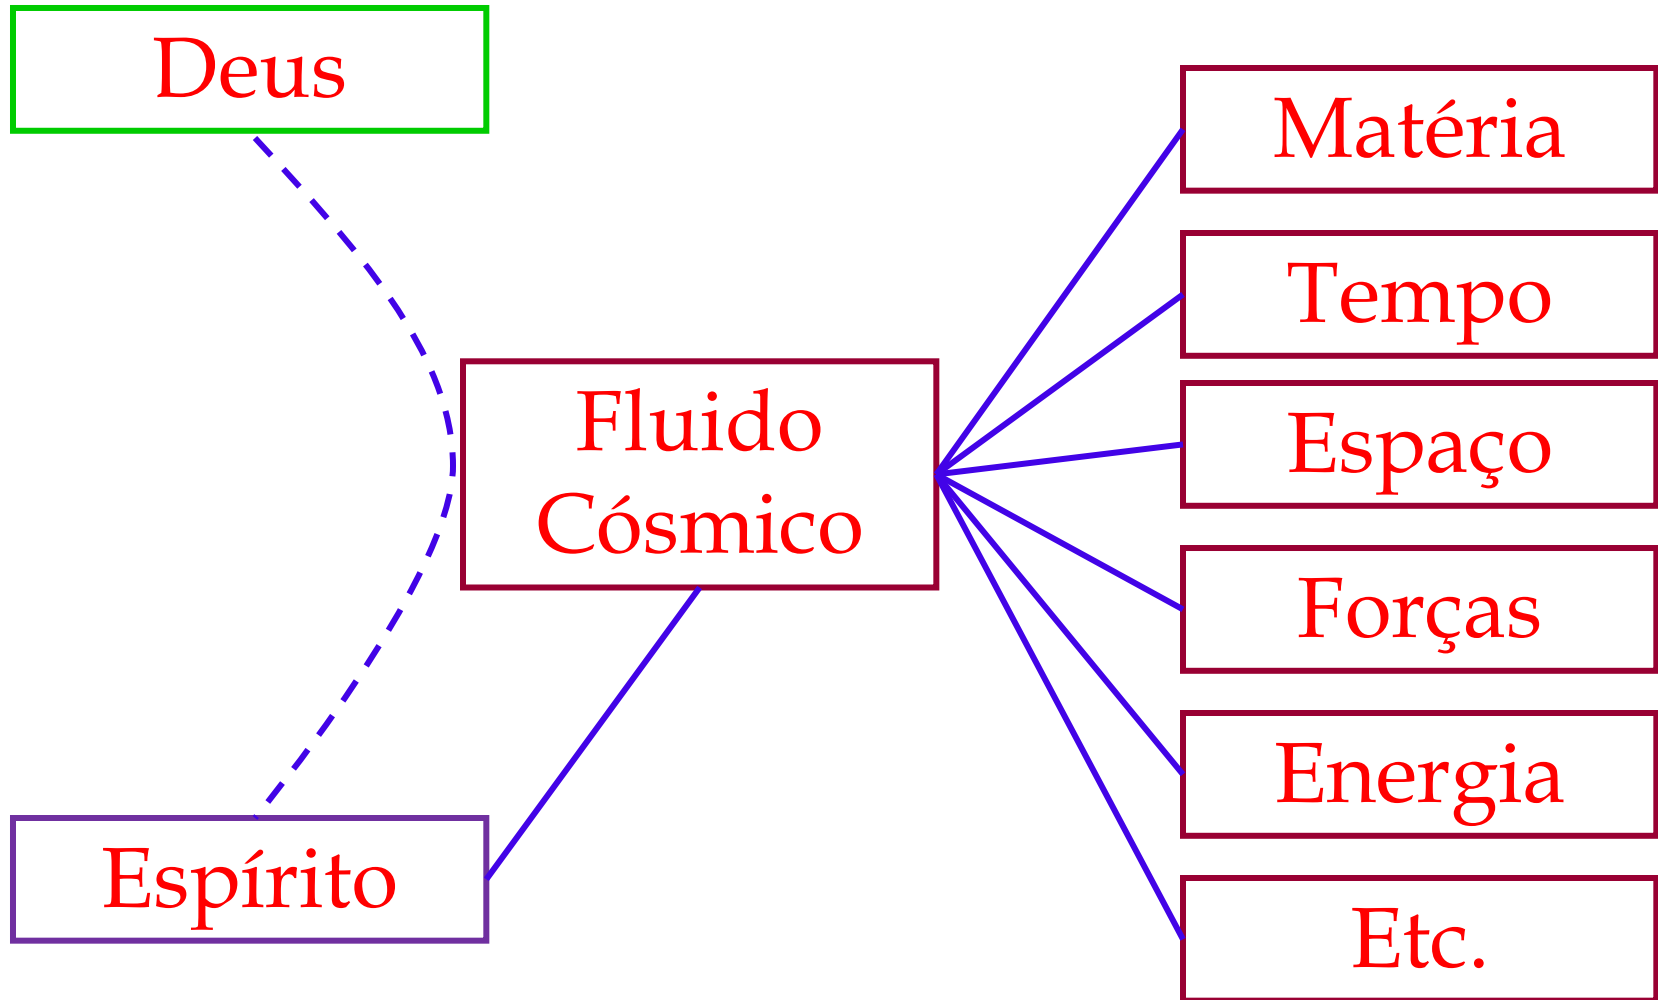 Deus
Matéria
Tempo
Fluido
Cósmico
Espaço
Forças
Energia
Espírito
Etc.